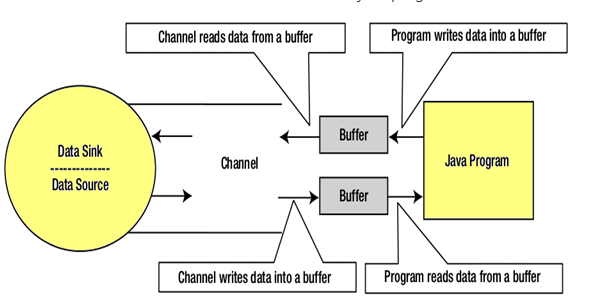 Channel reads data from a buffer
Program writes data into a buffer
Data Sink
Data Source
Channel
Buffer
Buffer
Java Program
Channel writes data into a buffer
Program reads data from a buffer